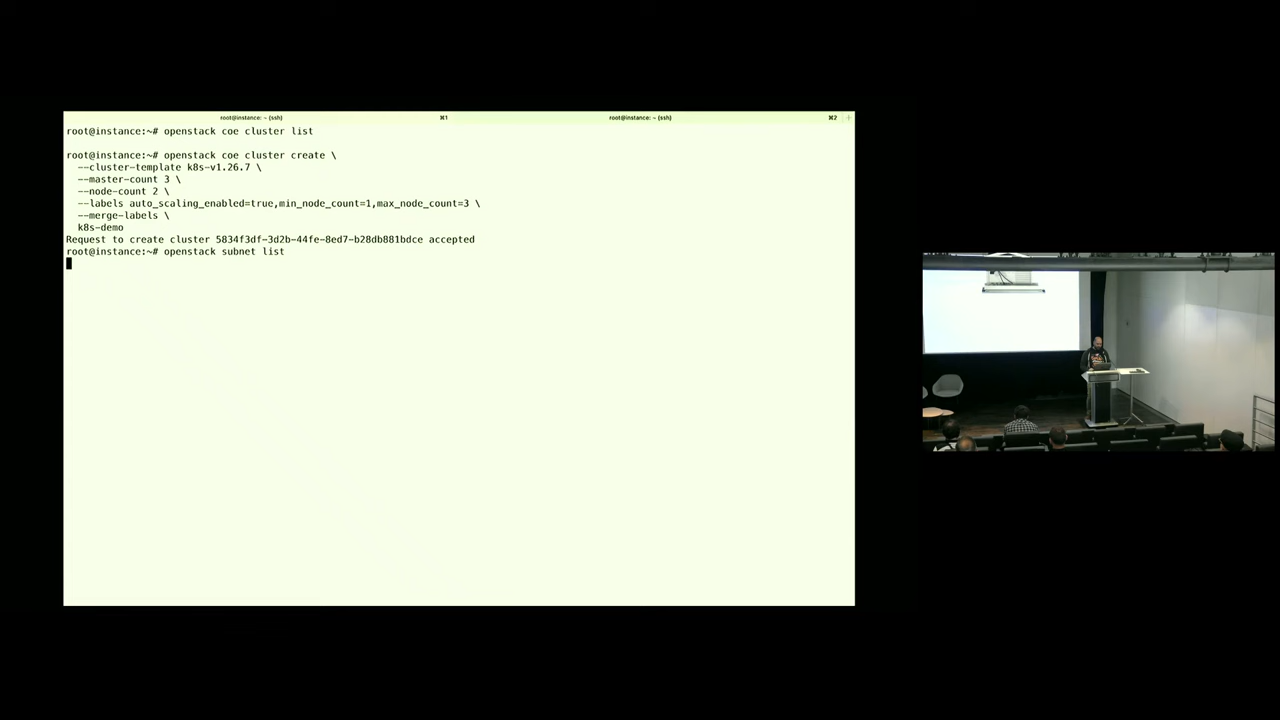 root@instance: ~ (ssh) ⌘1 root@instance: ~ (ssh) ⌘2 +
root@instance:~# openstack coe cluster list
root@instance:~# openstack coe cluster create \
--cluster-template k8s-v1.26.7 \
--master-count 3 \
--node-count 2 \
--labels auto_scaling_enabled=true,min_node_count=1,max_node_count=3 \
--merge-labels \
k8s-demo
Request to create cluster 5834f3df-3d2b-44fe-8ed7-b28db881bdce accepted
root@instance:~# openstack subnet list